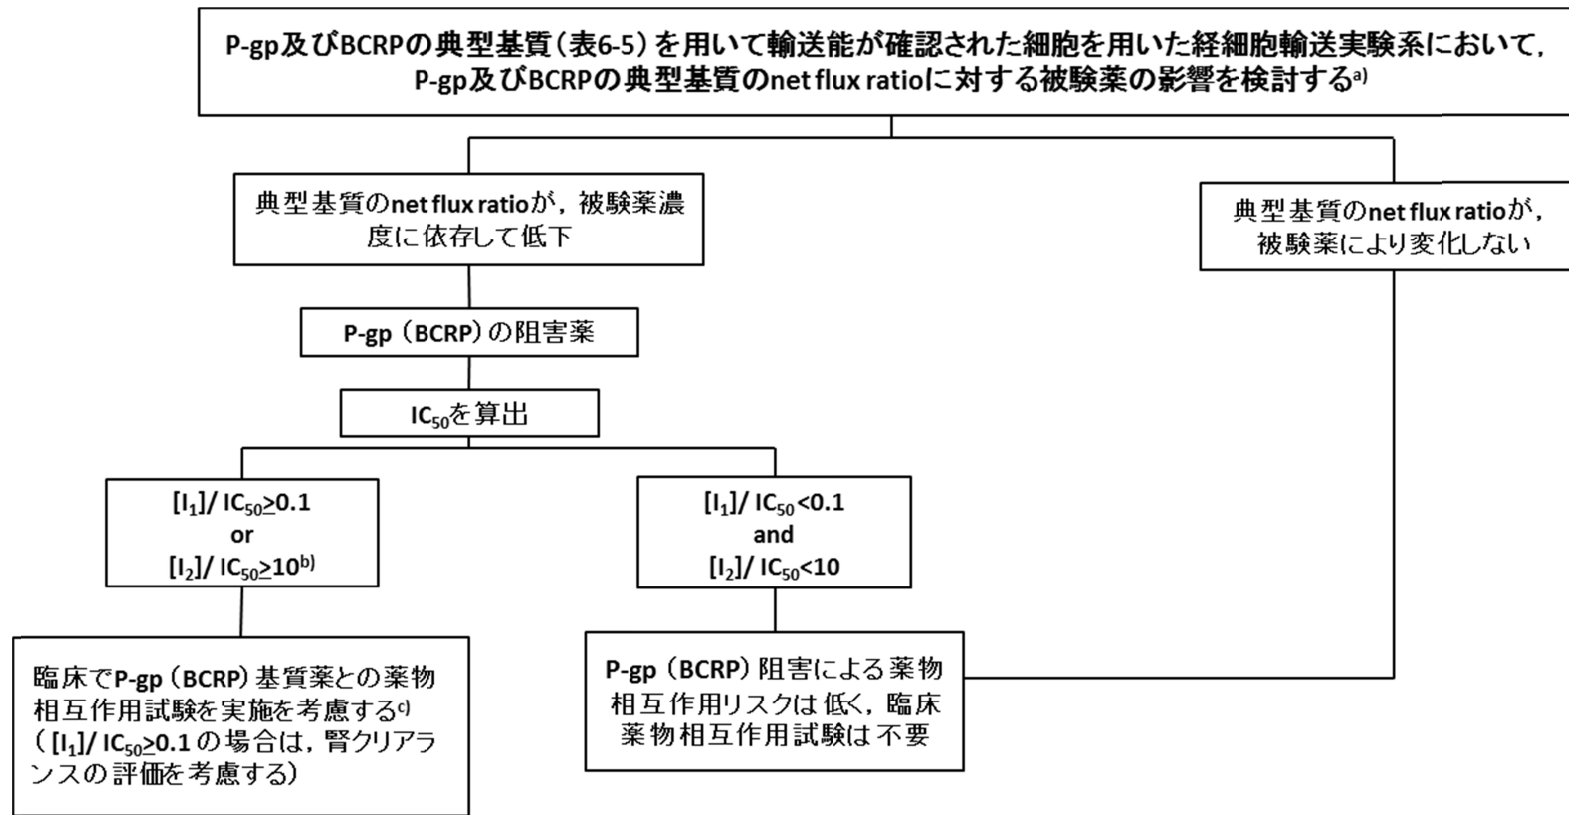 P-gp及びBCRPの典型基質(表6-5)を用いて輸送能が確認された細胞を用いた経細胞輸送実験系において,
P-gp及びBCRPの典型基質のnet flux ratioに対する被験薬の影響を検討するa)
典型基質のnet flux ratioが,被験薬濃
度に依存して低下
典型基質のnet flux ratioが,
被験薬により変化しない
P-gp(BCRP)の阻害薬
IC50を算出
[I1]/ IC50≥0.1
or
[I2]/ IC50≥10b)
[I1]/ IC50<0.1
and
[I2]/ IC50<10
臨床でP-gp(BCRP)基質薬との薬物
相互作用試験を実施を考慮するc)
([I1]/ IC50≥0.1の場合は,腎クリアラ
ンスの評価を考慮する)
P-gp(BCRP)阻害による薬物
相互作用リスクは低く,臨床
薬物相互作用試験は不要